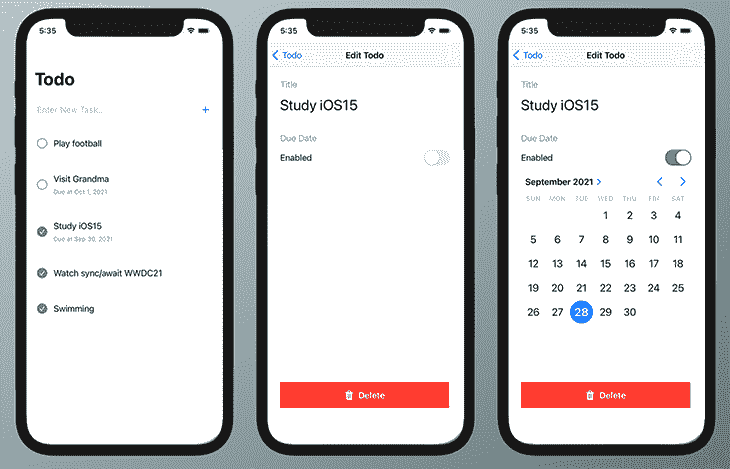 5:35
Todo
Enter New Task..
+
Play football
Visit Grandma
Due at Oct 1, 2021
Study iOS15
Due at Sep 30, 2021
Watch sync/await WWDC21
Swimming
5:35
Todo Edit Todo
Title
Study iOS15
Due Date
Enabled
Delete
5:35
Todo Edit Todo
Title
Study iOS15
Due Date
Enabled
September 2021
SUN MON TUE WED THU FRI SAT
1 2 3 4
5 6 7 8 9 10 11
12 13 14 15 16 17 18
19 20 21 22 23 24 25
26 27 28 29 30
Delete